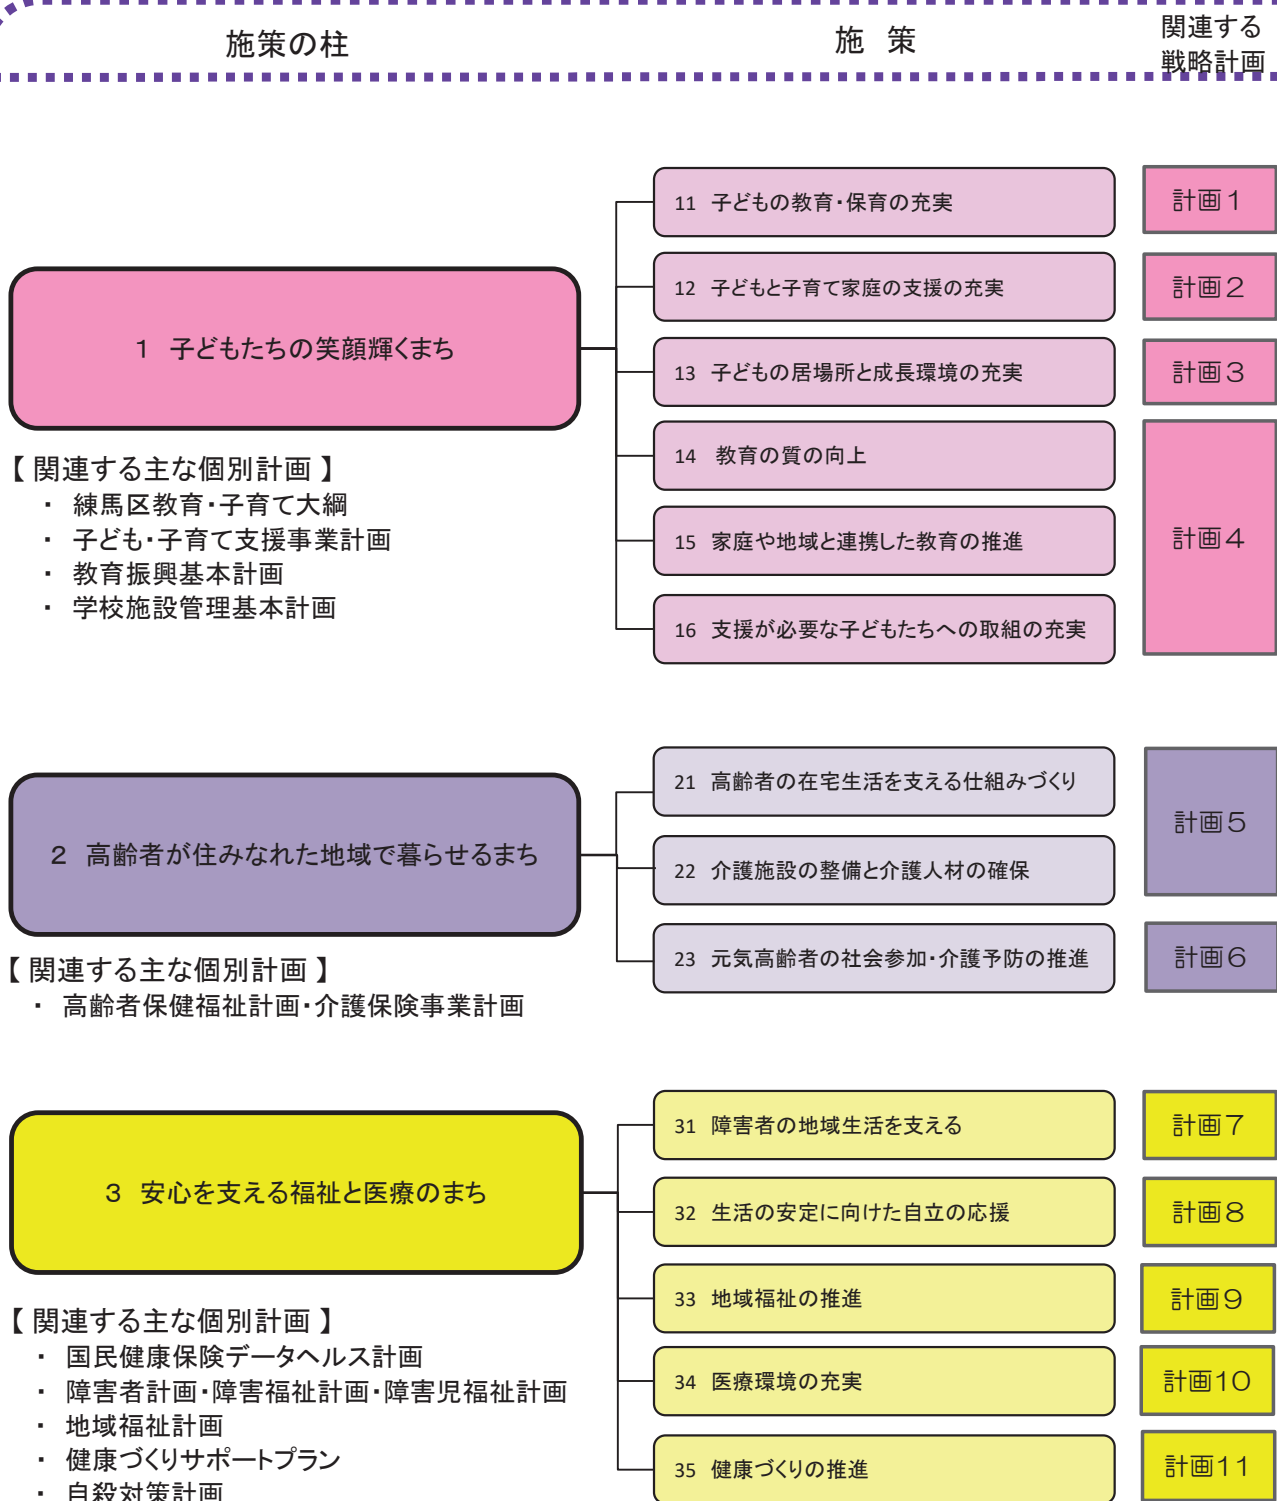 施策の柱
施 策
関連する
戦略計画
1 子どもたちの笑顔輝くまち
11 子どもの教育・保育の充実
計画1
12 子どもと子育て家庭の支援の充実
計画2
13 子どもの居場所と成長環境の充実
計画3
14 教育の質の向上
15 家庭や地域と連携した教育の推進
16 支援が必要な子どもたちへの取組の充実
計画4
【 関連する主な個別計画 】
・ 練馬区教育・子育て大綱
・ 子ども・子育て支援事業計画
・ 教育振興基本計画
・ 学校施設管理基本計画
2 高齢者が住みなれた地域で暮らせるまち
21 高齢者の在宅生活を支える仕組みづくり
22 介護施設の整備と介護人材の確保
計画5
23 元気高齢者の社会参加・介護予防の推進
計画6
【 関連する主な個別計画 】
・ 高齢者保健福祉計画・介護保険事業計画
3 安心を支える福祉と医療のまち
31 障害者の地域生活を支える
計画7
32 生活の安定に向けた自立の応援
計画8
33 地域福祉の推進
計画9
34 医療環境の充実
計画10
35 健康づくりの推進
計画11
【 関連する主な個別計画 】
・ 国民健康保険データヘルス計画
・ 障害者計画・障害福祉計画・障害児福祉計画
・ 地域福祉計画
・ 健康づくりサポートプラン
・ 自殺対策計画